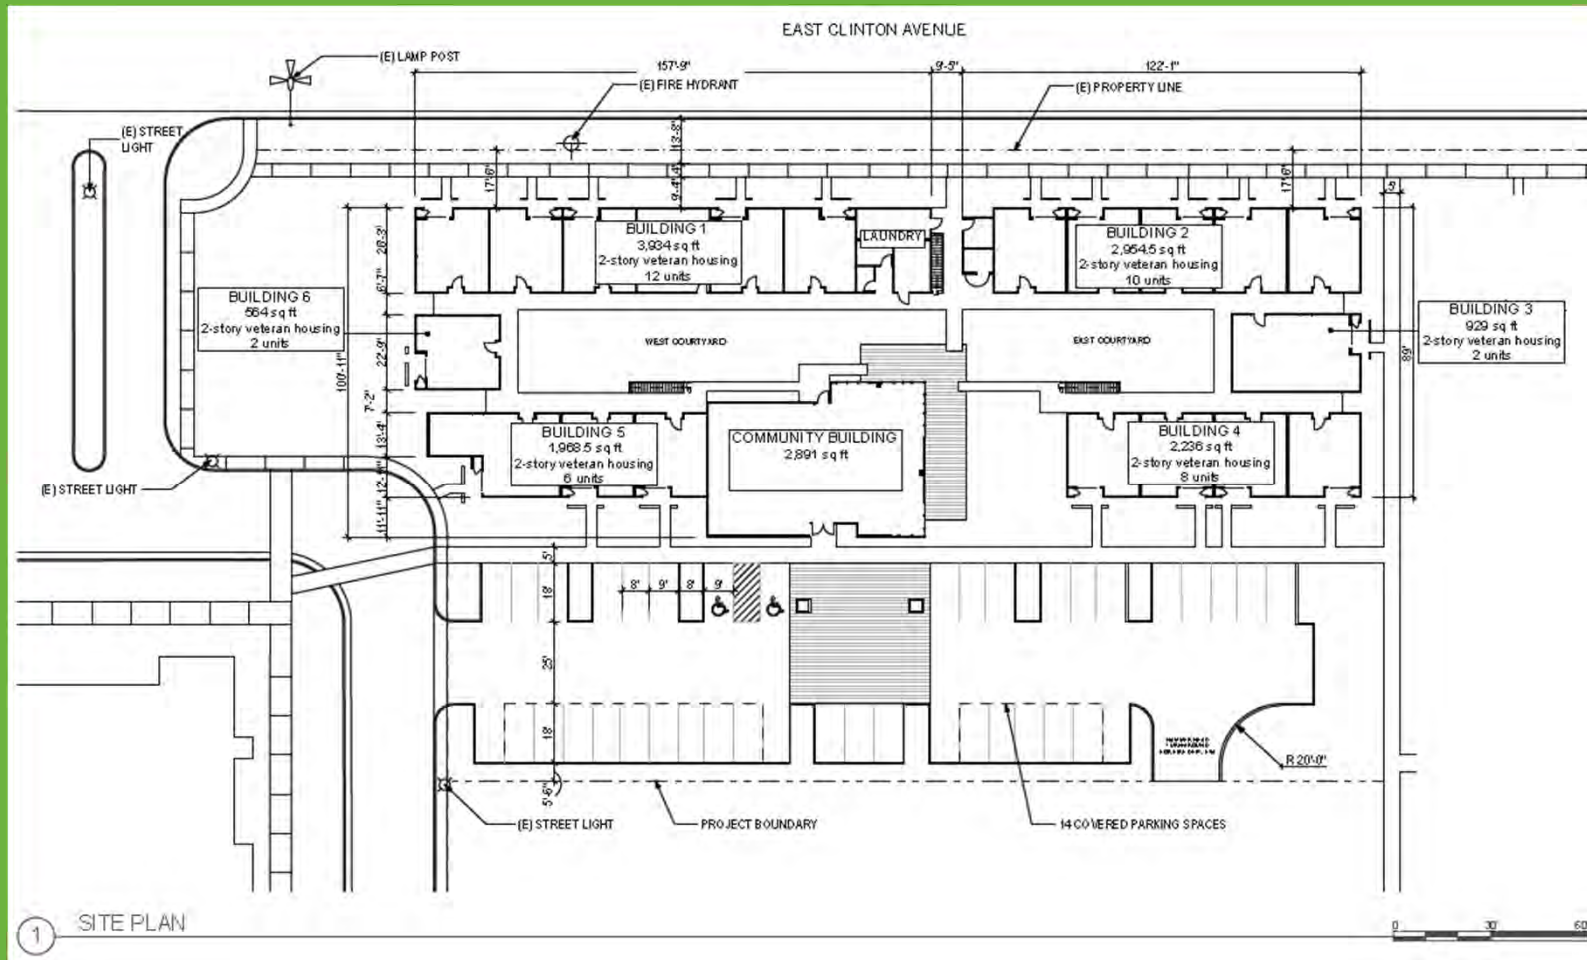 EAST CLINTON AVENUE
(E) LAMP POST
157'-9"
9'-5"
122'-1"
(E) FIRE HYDRANT
(E) PROPERTY LINE
(E) STREET
LIGHT
13'-8"
17'-6"
9'-4"
4'
17'-6"
5'
BUILDING 1
3,934 sq ft
2-story veteran housing
12 units
LAUNDRY
BUILDING 2
2,954.5 sq ft
2-story veteran housing
10 units
6'-7"
BUILDING 6
564 sq ft
2-story veteran housing
2 units
BUILDING 3
929 sq ft
2-story veteran housing
2 units
WEST COURTYARD
EAST COURTYARD
22'-9"
100'-11"
89'
7'-2"
13'-4"
BUILDING 5
1,968.5 sq ft
2-story veteran housing
6 units
COMMUNITY BUILDING
2,891 sq ft
BUILDING 4
2,236 sq ft
2-story veteran housing
8 units
(E) STREET LIGHT
11'-11"
5'
18'
8'
9'
8'
9'
25'
18'
R 20'-0"
5'-6"
(E) STREET LIGHT
PROJECT BOUNDARY
14 COVERED PARKING SPACES
1
SITE PLAN
0
30'